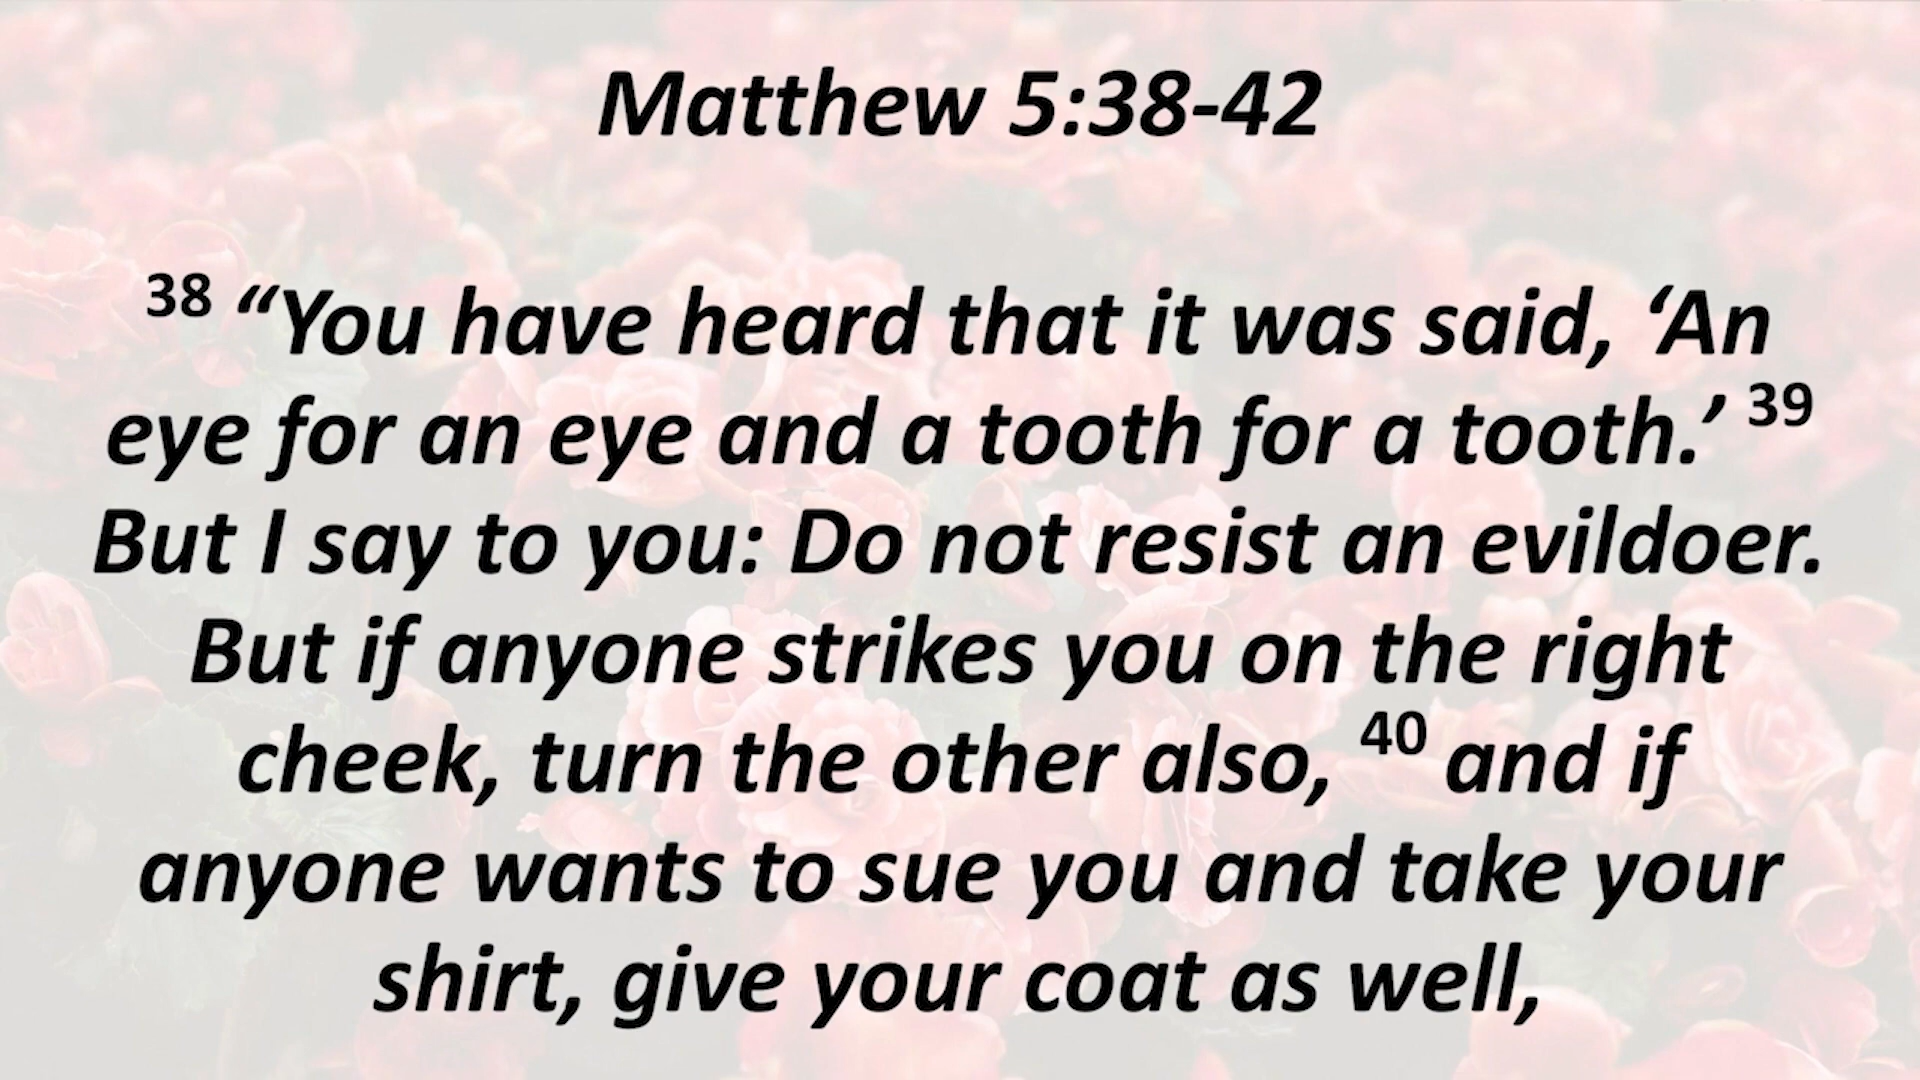 Matthew 5:38-42
38 “You have heard that it was said, ‘An
eye for an eye and a tooth for a tooth.’ 39
But I say to you: Do not resist an evildoer.
But if anyone strikes you on the right
cheek, turn the other also, 40 and if
anyone wants to sue you and take your
shirt, give your coat as well,